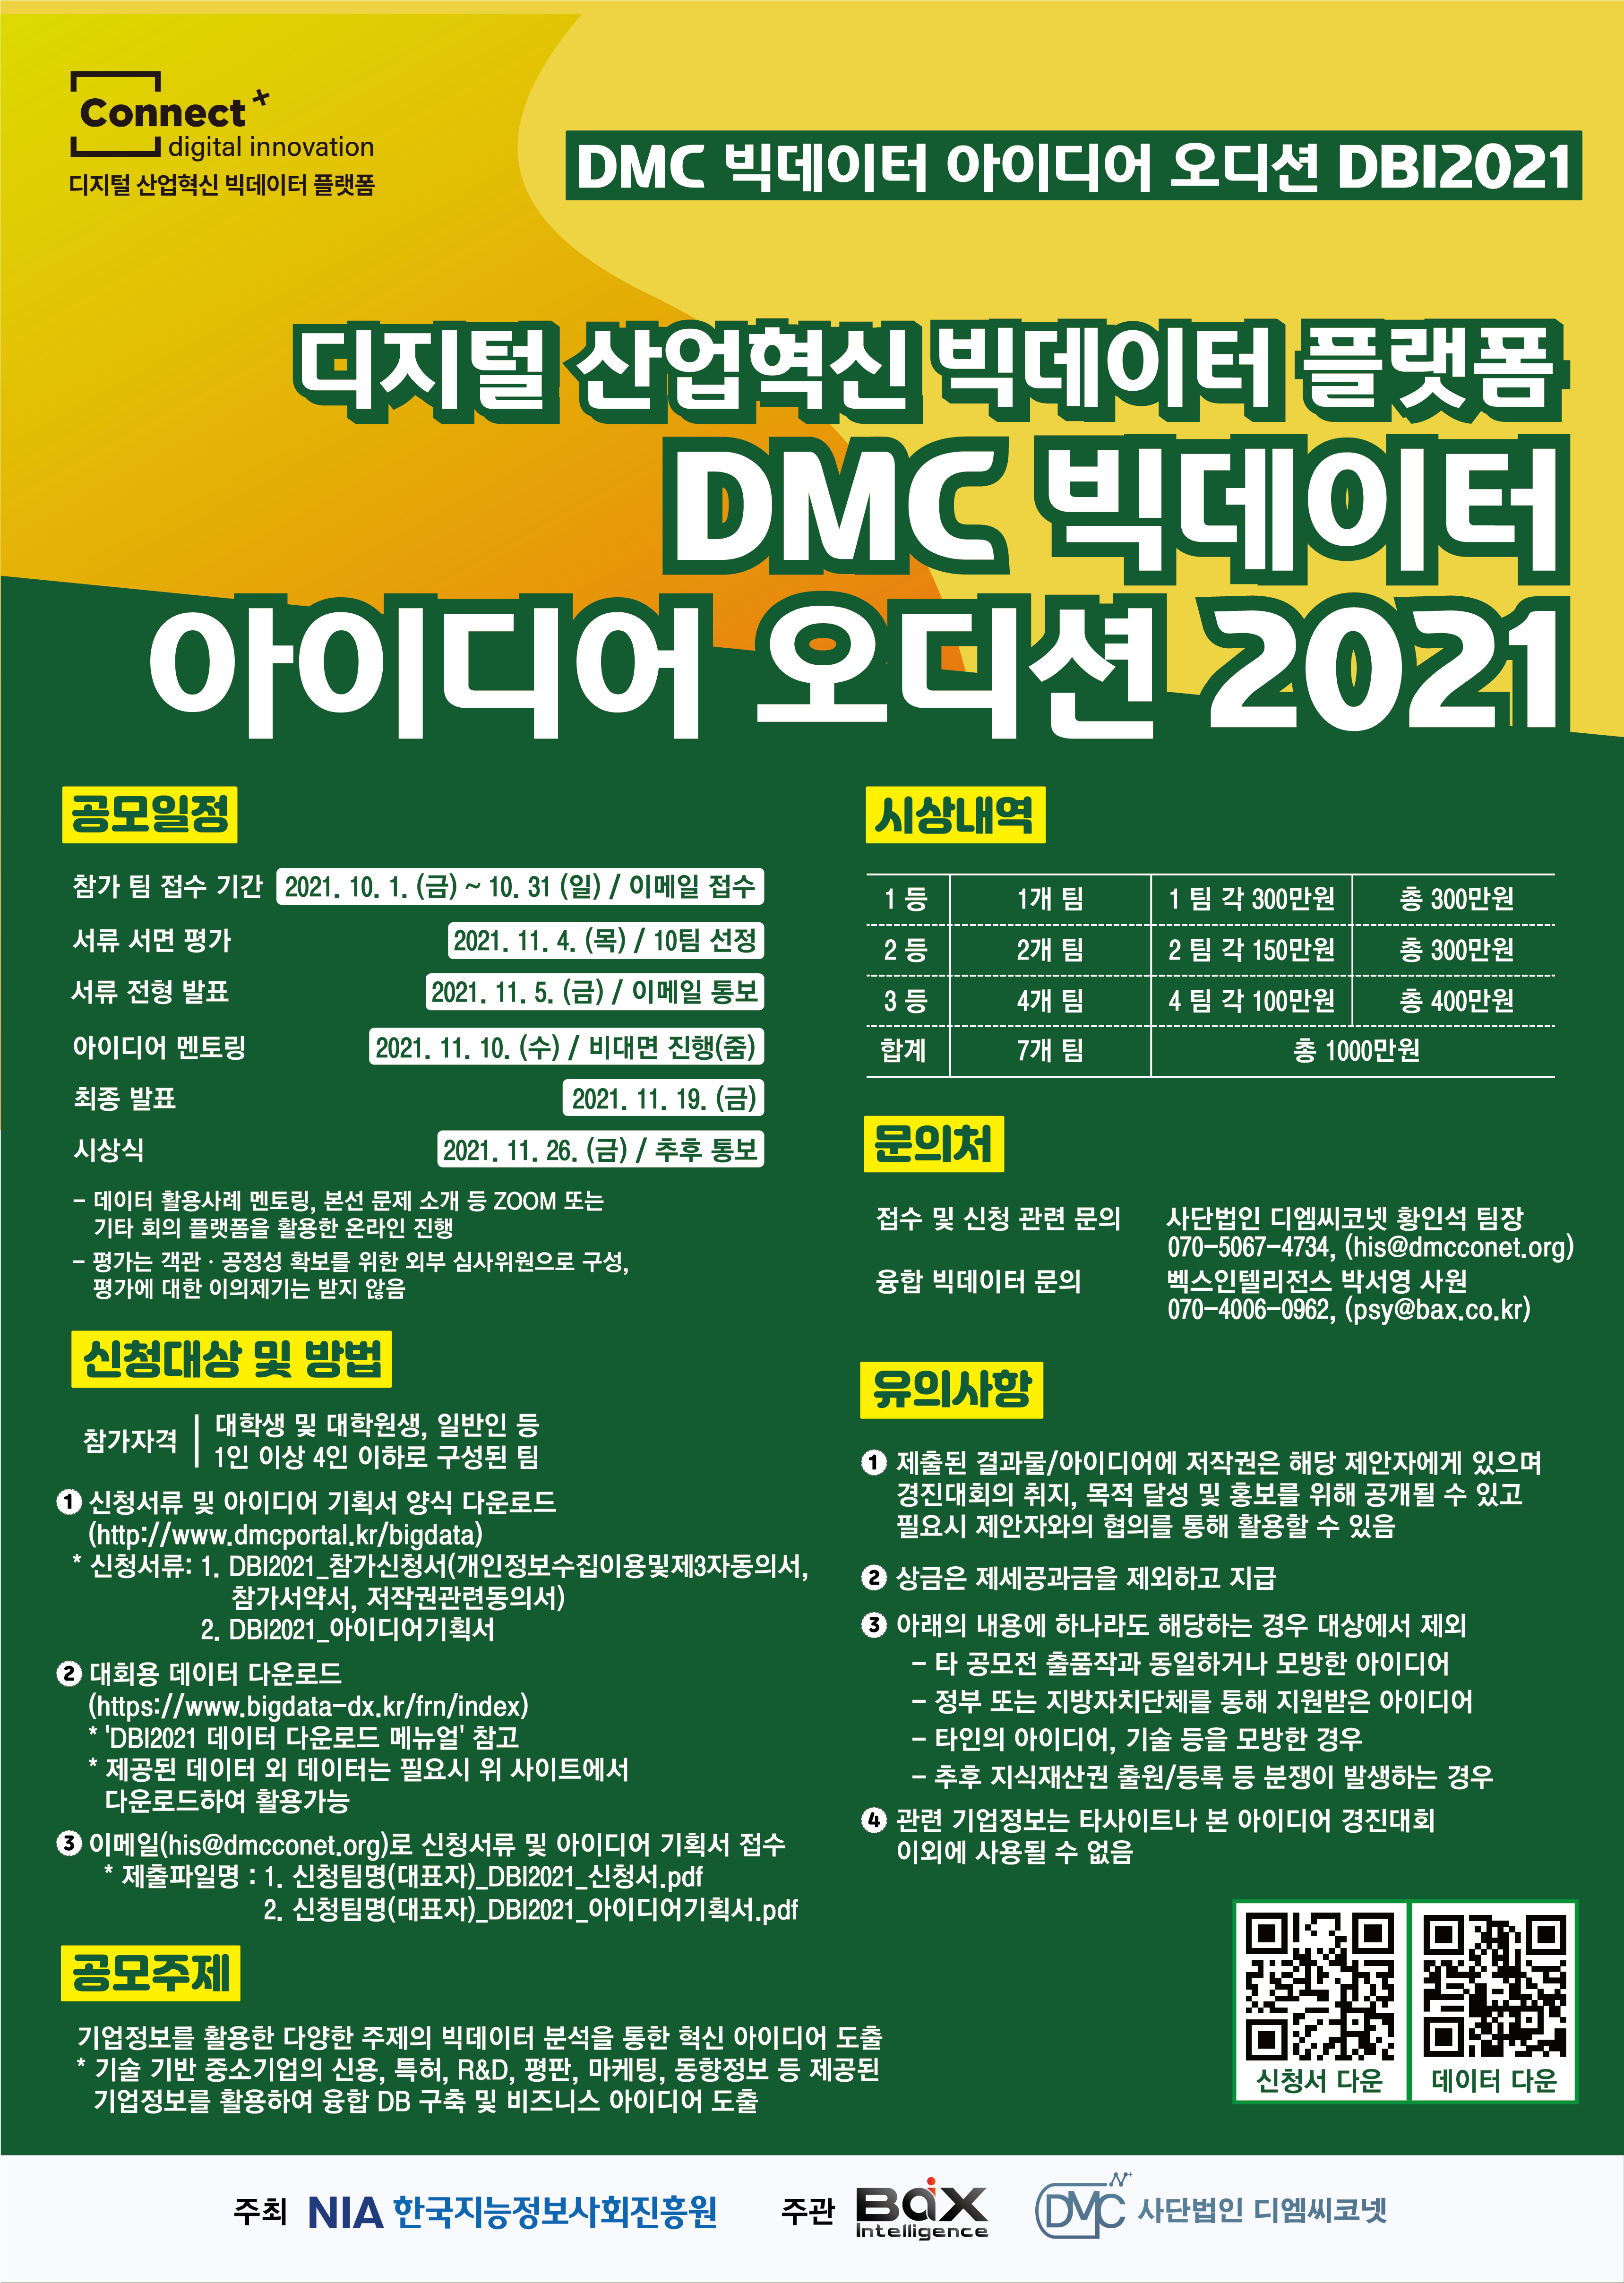 Connect+
digital innovation
디지털 산업혁신 빅데이터 플랫폼
DMC 빅데이터 아이디어 오디션 DBI2021
디지털 산업혁신 빅데이터 플랫폼
DMC 빅데이터
아이디어 오디션 2021
공모일정
참가 팀 접수 기간 2021. 10. 1. (금) ~ 10. 31 (일) / 이메일 접수
서류 서면 평가 2021. 11. 4. (목) / 10팀 선정
서류 전형 발표 2021. 11. 5. (금) / 이메일 통보
아이디어 멘토링 2021. 11. 10. (수) / 비대면 진행(줌)
최종 발표 2021. 11. 19. (금)
시상식 2021. 11. 26. (금) / 추후 통보
- 데이터 활용사례 멘토링, 본선 문제 소개 등 ZOOM 또는
기타 회의 플랫폼을 활용한 온라인 진행
- 평가는 객관 · 공정성 확보를 위한 외부 심사위원으로 구성,
평가에 대한 이의제기는 받지 않음
신청대상 및 방법
참가자격 대학생 및 대학원생, 일반인 등
1인 이상 4인 이하로 구성된 팀
1 신청서류 및 아이디어 기획서 양식 다운로드
(http://www.dmcportal.kr/bigdata)
* 신청서류: 1. DBI2021_참가신청서(개인정보수집이용및제3자동의서,
참가서약서, 저작권관련동의서)
2. DBI2021_아이디어기획서
2 대회용 데이터 다운로드
(https://www.bigdata-dx.kr/frn/index)
* 'DBI2021 데이터 다운로드 메뉴얼' 참고
* 제공된 데이터 외 데이터는 필요시 위 사이트에서
다운로드하여 활용가능
3 이메일(his@dmcconet.org)로 신청서류 및 아이디어 기획서 접수
* 제출파일명 : 1. 신청팀명(대표자)_DBI2021_신청서.pdf
2. 신청팀명(대표자)_DBI2021_아이디어기획서.pdf
공모주제
기업정보를 활용한 다양한 주제의 빅데이터 분석을 통한 혁신 아이디어 도출
* 기술 기반 중소기업의 신용, 특허, R&D, 평판, 마케팅, 동향정보 등 제공된
기업정보를 활용하여 융합 DB 구축 및 비즈니스 아이디어 도출
시상내역
1 등 1개 팀 1 팀 각 300만원 총 300만원
2 등 2개 팀 2 팀 각 150만원 총 300만원
3 등 4개 팀 4 팀 각 100만원 총 400만원
합계 7개 팀 총 1000만원
문의처
접수 및 신청 관련 문의 사단법인 디엠씨코넷 황인석 팀장
070-5067-4734, (his@dmcconet.org)
융합 빅데이터 문의 벡스인텔리전스 박서영 사원
070-4006-0962, (psy@bax.co.kr)
유의사항
1 제출된 결과물/아이디어에 저작권은 해당 제안자에게 있으며
경진대회의 취지, 목적 달성 및 홍보를 위해 공개될 수 있고
필요시 제안자와의 협의를 통해 활용할 수 있음
2 상금은 제세공과금을 제외하고 지급
3 아래의 내용에 하나라도 해당하는 경우 대상에서 제외
- 타 공모전 출품작과 동일하거나 모방한 아이디어
- 정부 또는 지방자치단체를 통해 지원받은 아이디어
- 타인의 아이디어, 기술 등을 모방한 경우
- 추후 지식재산권 출원/등록 등 분쟁이 발생하는 경우
4 관련 기업정보는 타사이트나 본 아이디어 경진대회
이외에 사용될 수 없음
신청서 다운 데이터 다운
주최 NIA 한국지능정보사회진흥원 주관 BaiX Intelligence DMC 사단법인 디엠씨코넷